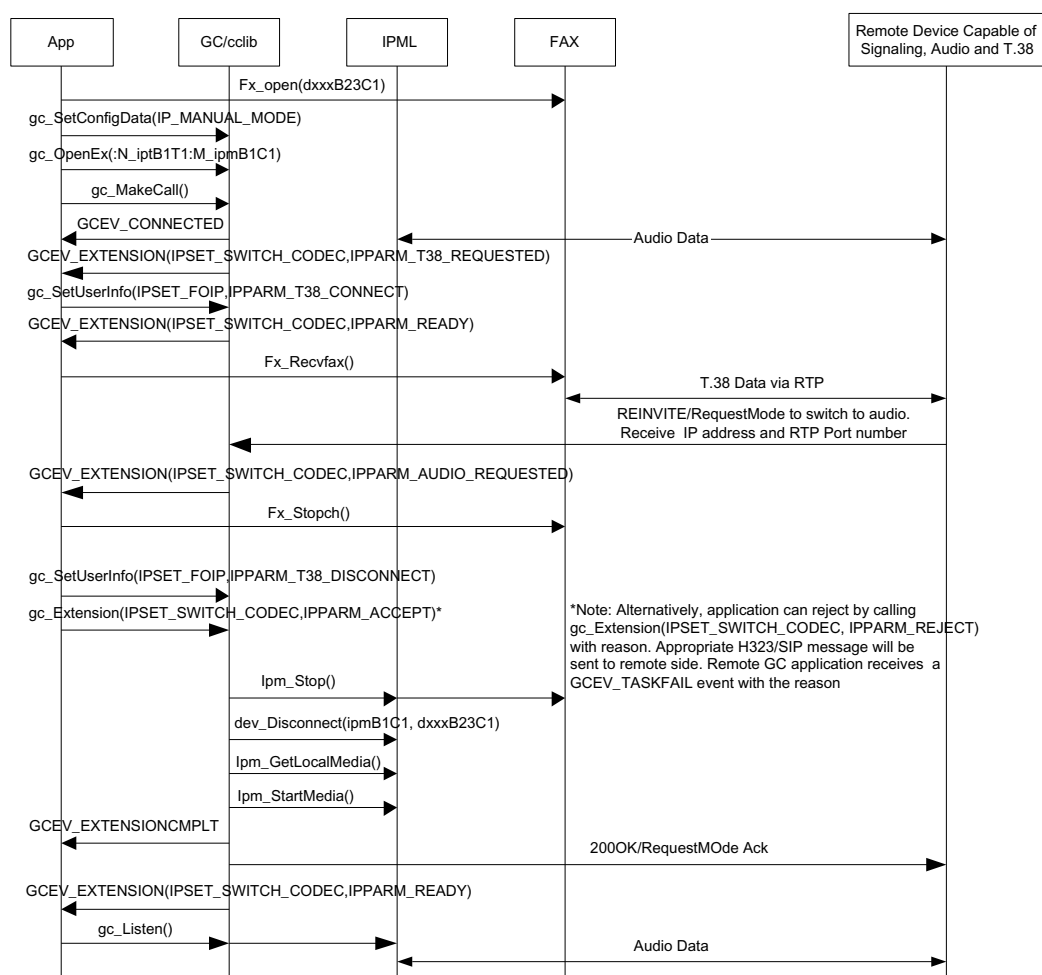 App
GC/cclib
IPML
FAX
Remote Device Capable of
Signaling, Audio and T.38
Fx_open(dxxxB23C1)
gc_SetConfigData(IP_MANUAL_MODE)
gc_OpenEx(:N_iptB1T1:M_ipmB1C1)
gc_MakeCall()
GCEV_CONNECTED
Audio Data
GCEV_EXTENSION(IPSET_SWITCH_CODEC,IPPARM_T38_REQUESTED)
gc_SetUserInfo(IPSET_FOIP,IPPARM_T38_CONNECT)
GCEV_EXTENSION(IPSET_SWITCH_CODEC,IPPARM_READY)
Fx_Recvfax()
T.38 Data via RTP
REINVITE/RequestMode to switch to audio.
Receive IP address and RTP Port number
GCEV_EXTENSION(IPSET_SWITCH_CODEC,IPPARM_AUDIO_REQUESTED)
Fx_Stopch()
gc_SetUserInfo(IPSET_FOIP,IPPARM_T38_DISCONNECT)
gc_Extension(IPSET_SWITCH_CODEC,IPPARM_ACCEPT)*
*Note: Alternatively, application can reject by calling
gc_Extension(IPSET_SWITCH_CODEC, IPPARM_REJECT)
with reason. Appropriate H323/SIP message will be
sent to remote side. Remote GC application receives a
GCEV_TASKFAIL event with the reason
Ipm_Stop()
dev_Disconnect(ipmB1C1, dxxxB23C1)
Ipm_GetLocalMedia()
Ipm_StartMedia()
GCEV_EXTENSIONCMPLT
200OK/RequestMOde Ack
GCEV_EXTENSION(IPSET_SWITCH_CODEC,IPPARM_READY)
gc_Listen()
Audio Data